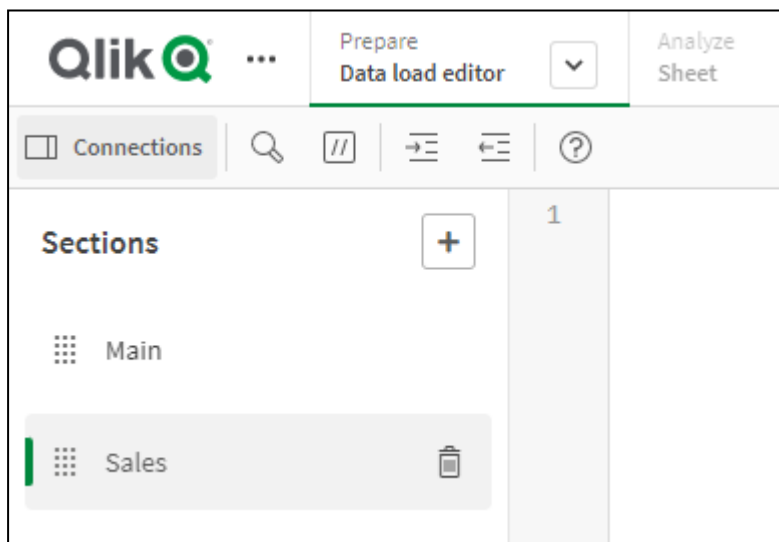 Qlik
Prepare
Data load editor
Analyze
Sheet
Connections
//
?
Sections
+
1
Main
Sales